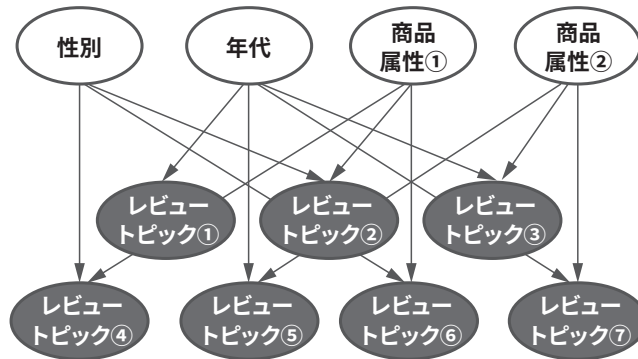 性別
年代
商品
属性①
商品
属性②
レビュー
トピック①
レビュー
トピック②
レビュー
トピック③
レビュー
トピック④
レビュー
トピック⑤
レビュー
トピック⑥
レビュー
トピック⑦